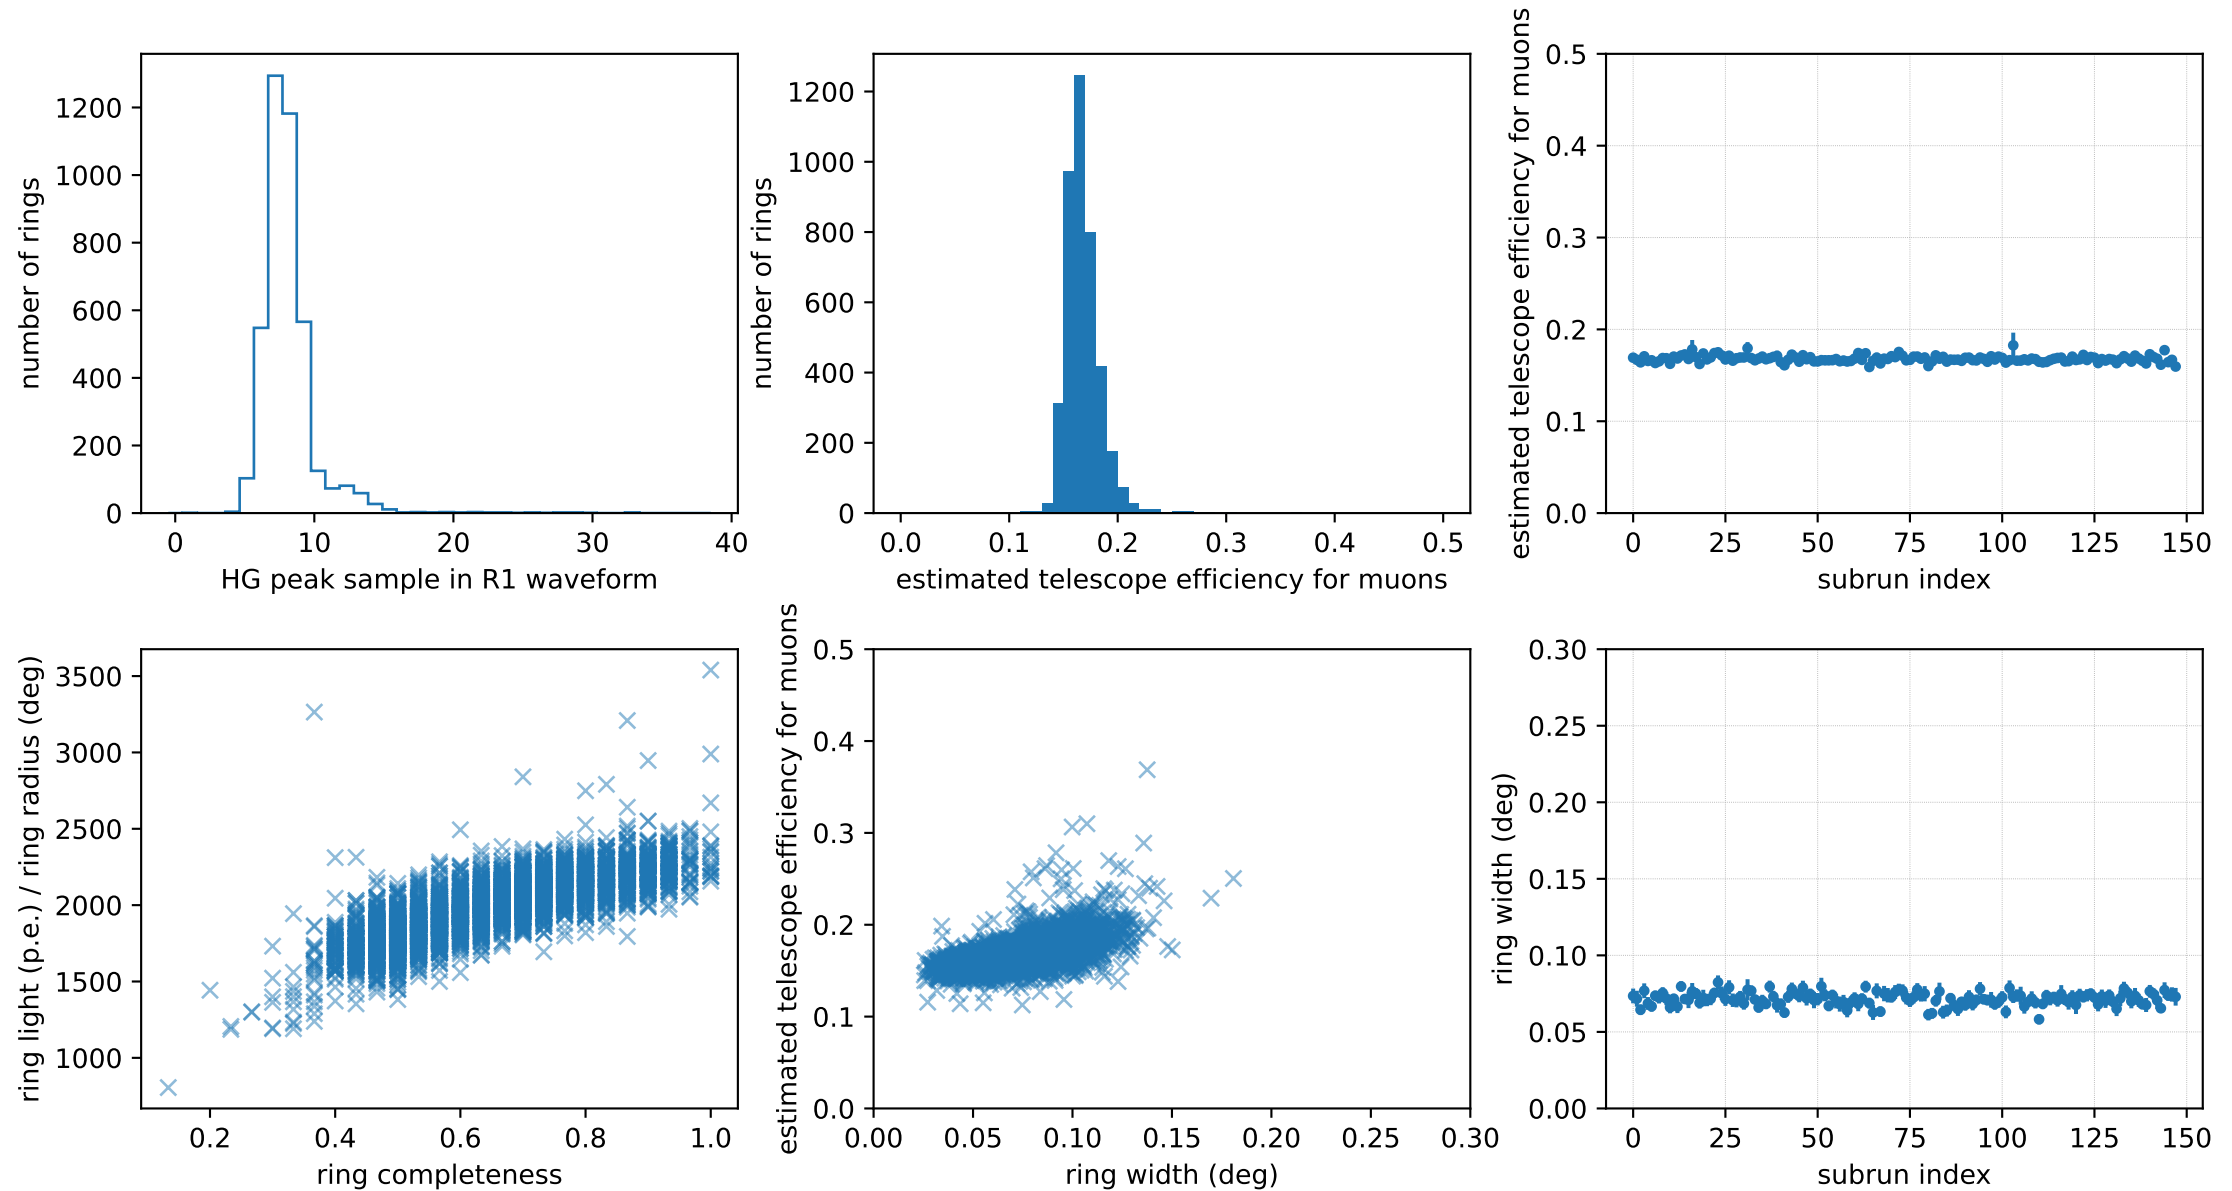 number of rings
1200
1000
800
600
400
200
0
0 10 20 30 40
HG peak sample in R1 waveform
number of rings
1200
1000
800
600
400
200
0
0.0 0.1 0.2 0.3 0.4 0.5
estimated telescope efficiency for muons
estimated telescope efficiency for muons
0.5
0.4
0.3
0.2
0.1
0.0
0 25 50 75 100 125 150
subrun index
ring light (p.e.) / ring radius (deg)
3500
3000
2500
2000
1500
1000
0.2 0.4 0.6 0.8 1.0
ring completeness
estimated telescope efficiency for muons
0.5
0.4
0.3
0.2
0.1
0.0
0.00 0.05 0.10 0.15 0.20 0.25 0.30
ring width (deg)
ring width (deg)
0.30
0.25
0.20
0.15
0.10
0.05
0.00
0 25 50 75 100 125 150
subrun index